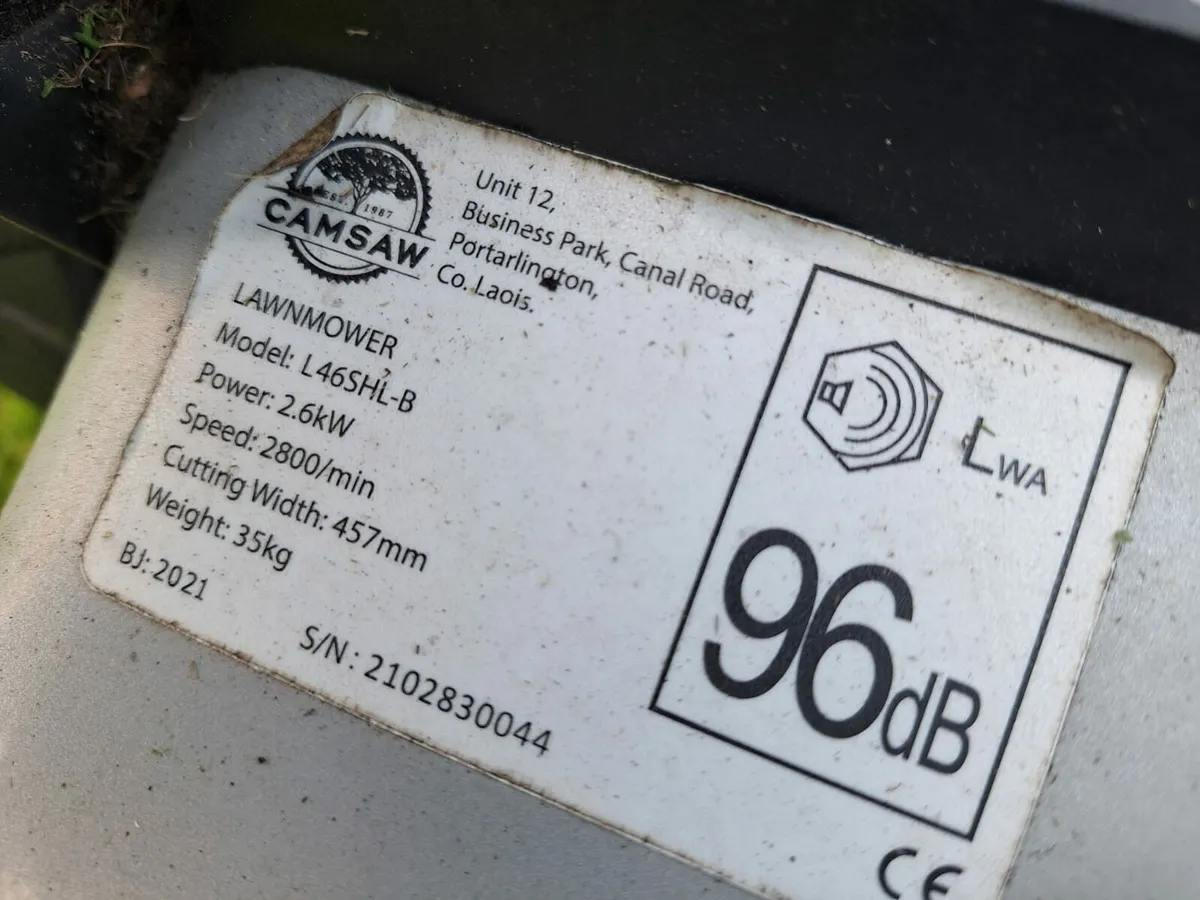 EST. 1987
CAMSAW
Unit 12,
Business Park, Canal Road,
Portarlington,
Co. Laois.
LAWNMOWER
Model: L46SHL-B
Power: 2.6kW
Speed: 2800/min
Cutting Width: 457mm
Weight: 35kg
BJ: 2021
S/N: 2102830044
LWA
96dB
CE